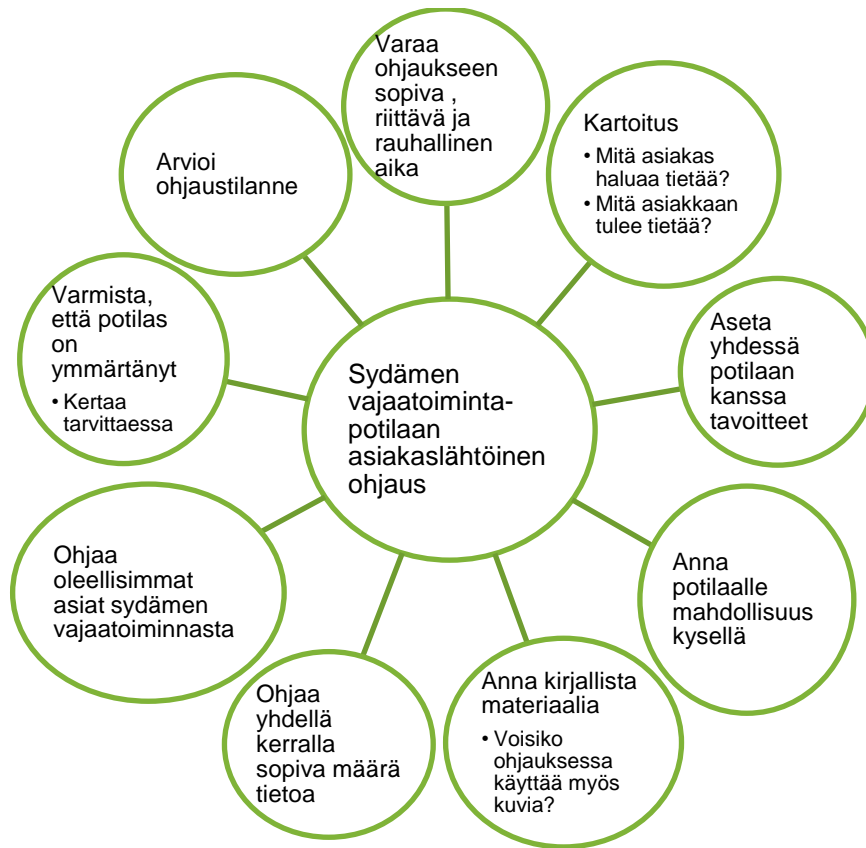 Varaa
ohjaukseen
sopiva ,
riittävä ja
rauhallinen
aika
Kartoitus
• Mitä asiakas
haluaa tietää?
• Mitä asiakkaan
tulee tietää?
Aseta
yhdessä
potilaan
kanssa
tavoitteet
Anna
potilaalle
mahdollisuus
kysellä
Anna kirjallista
materiaalia
• Voisiko
ohjauksessa
käyttää myös
kuvia?
Ohjaa
yhdellä
kerralla
sopiva määrä
tietoa
Ohjaa
oleellisimmat
asiat sydämen
vajaatoiminnasta
Varmista,
että potilas
on
ymmärtänyt
• Kertaa
tarvittaessa
Arvioi
ohjaustilanne
Sydämen
vajaatoiminta-
potilaan
asiakaslähtöinen
ohjaus